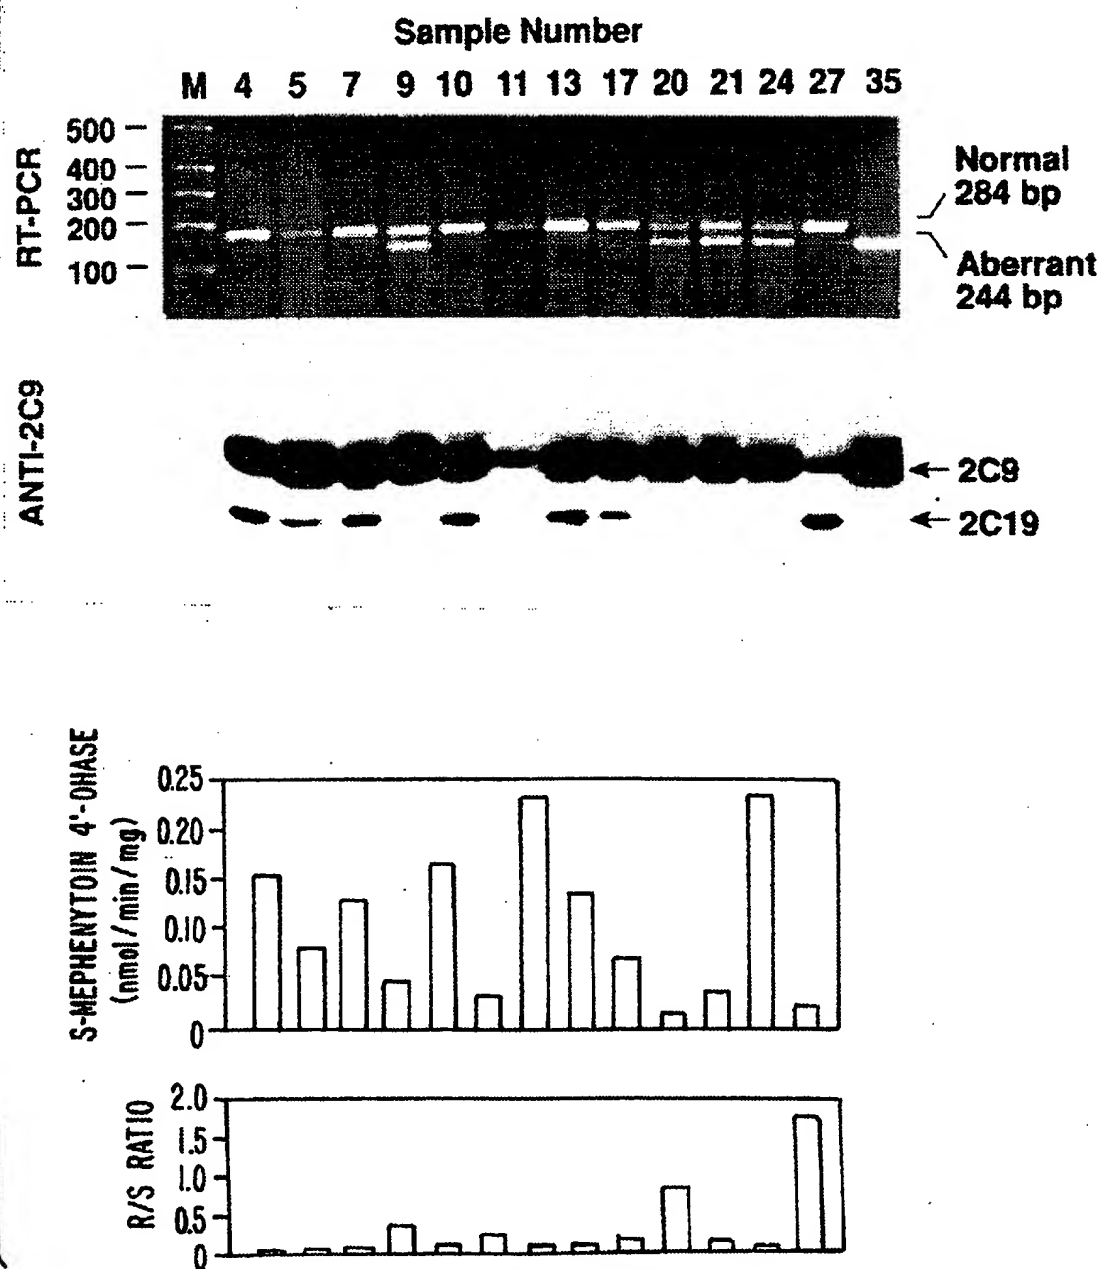 Sample Number
M 4 5 7 9 10 11 13 17 20 21 24 27 35
RT-PCR
500
400
300
200
100
Normal
284 bp
Aberrant
244 bp
ANTI-2C9
2C9
2C19
S-MEPHENYTOIN 4'-OHASE
(nmol/min/mg)
0.25
0.20
0.15
0.10
0.05
0
R/S RATIO
2.0
1.5
1.0
0.5
0